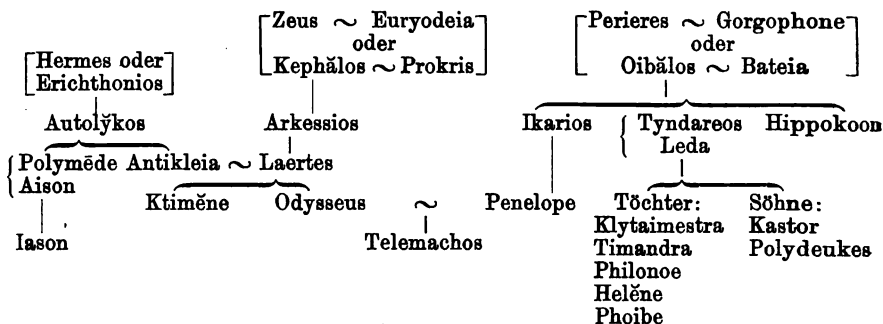 Zeus ~ Euryodeia Perieres ~ Gorgophone
oder oder
Hermes oder
Kephălos ~ Prokris Oibălos ~ Bateia
Erichthonios
Autolўkos Arkessios Ikarios Tyndareos Hippokoon
Leda
Polymēde Antikleia ~ Laertes
Aison
Ktimĕne Odysseus ~ Penelope Töchter: Söhne:
Klytaimestra Kastor
Iason Telemachos Timandra Polydeukes
Philonoe
Helĕne
Phoibe